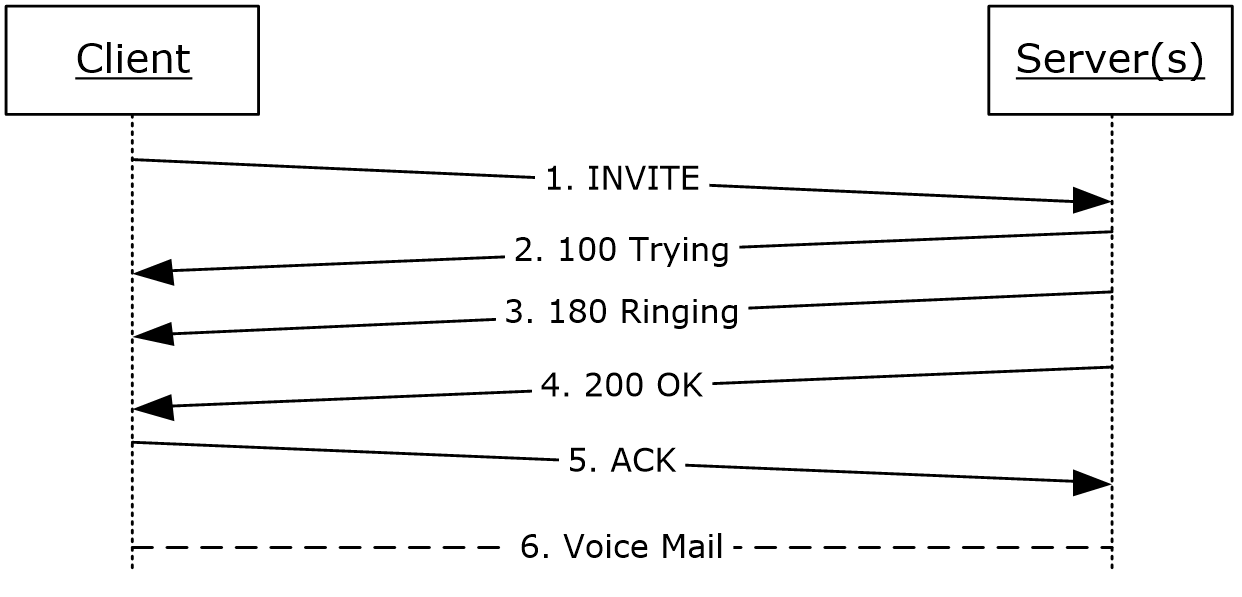 Client
Server(s)
1. INVITE
2. 100 Trying
3. 180 Ringing
4. 200 OK
5. ACK
6. Voice Mail